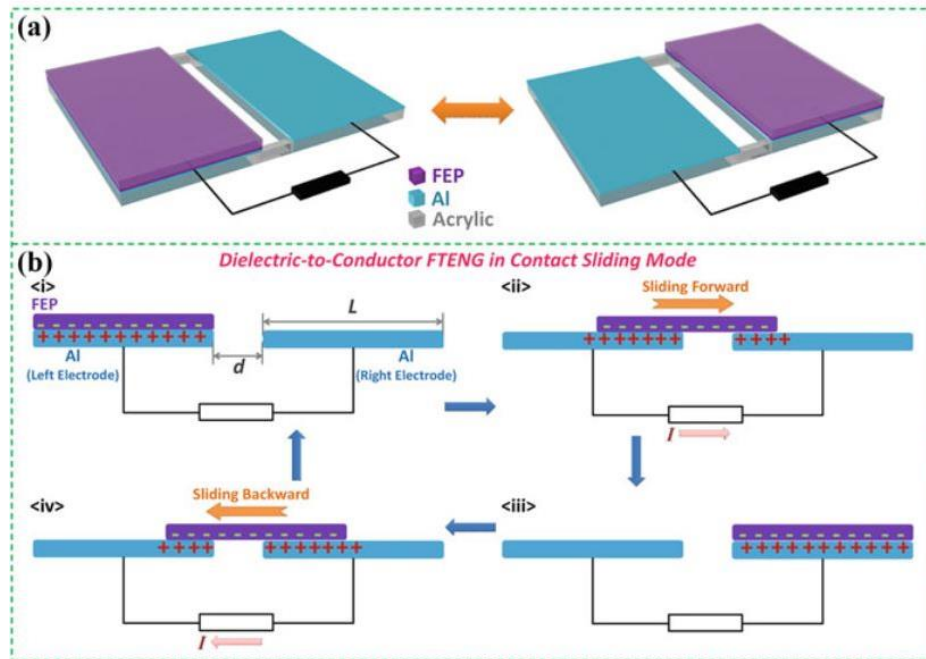 (a)
FEP
Al
Acrylic
(b)
Dielectric-to-Conductor FTENG in Contact Sliding Mode
<i>
FEP
L
d
Al
(Left Electrode)
Al
(Right Electrode)
<ii>
Sliding Forward
I
<iv>
Sliding Backward
I
<iii>